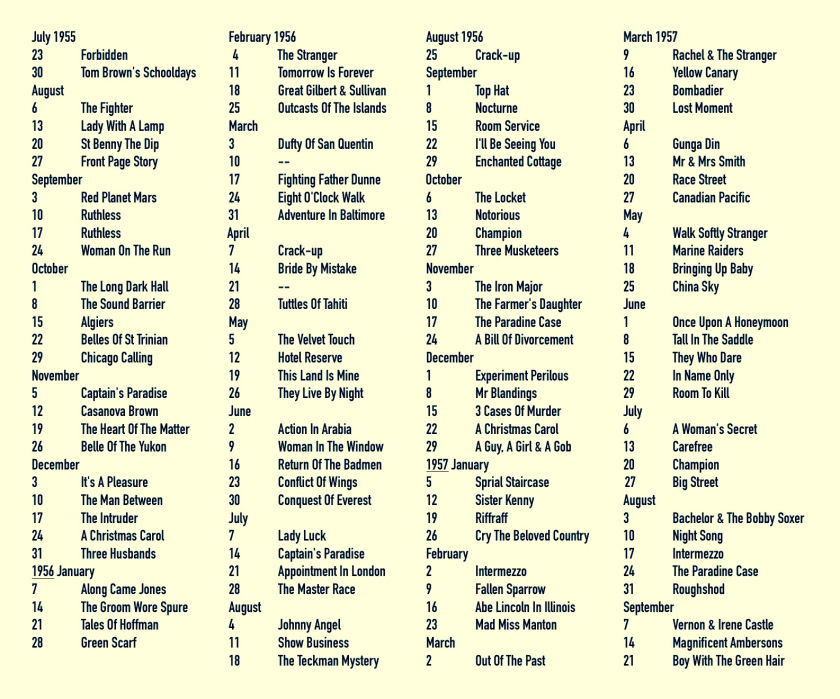 July 1955
23 Forbidden
30 Tom Brown's Schooldays
August
6 The Fighter
13 Lady With A Lamp
20 St Benny The Dip
27 Front Page Story
September
3 Red Planet Mars
10 Ruthless
17 Ruthless
24 Woman On The Run
October
1 The Long Dark Hall
8 The Sound Barrier
15 Algiers
22 Belles Of St Trinian
29 Chicago Calling
November
5 Captain's Paradise
12 Casanova Brown
19 The Heart Of The Matter
26 Belle Of The Yukon
December
3 It's A Pleasure
10 The Man Between
17 The Intruder
24 A Christmas Carol
31 Three Husbands
1956 January
7 Along Came Jones
14 The Groom Wore Spure
21 Tales Of Hoffman
28 Green Scarf
February 1956
4 The Stranger
11 Tomorrow Is Forever
18 Great Gilbert & Sullivan
25 Outcasts Of The Islands
March
3 Dufty Of San Quentin
10 --
17 Fighting Father Dunne
24 Eight O'Clock Walk
31 Adventure In Baltimore
April
7 Crack-up
14 Bride By Mistake
21 --
28 Tuttles Of Tahiti
May
5 The Velvet Touch
12 Hotel Reserve
19 This Land Is Mine
26 They Live By Night
June
2 Action In Arabia
9 Woman In The Window
16 Return Of The Badmen
23 Conflict Of Wings
30 Conquest Of Everest
July
7 Lady Luck
14 Captain's Paradise
21 Appointment In London
28 The Master Race
August
4 Johnny Angel
11 Show Business
18 The Teckman Mystery
August 1956
25 Crack-up
September
1 Top Hat
8 Nocturne
15 Room Service
22 I'll Be Seeing You
29 Enchanted Cottage
October
6 The Locket
13 Notorious
20 Champion
27 Three Musketeers
November
3 The Iron Major
10 The Farmer's Daughter
17 The Paradine Case
24 A Bill Of Divorcement
December
1 Experiment Perilous
8 Mr Blandings
15 3 Cases Of Murder
22 A Christmas Carol
29 A Guy, A Girl & A Gob
1957 January
5 Sprial Staircase
12 Sister Kenny
19 Riffraff
26 Cry The Beloved Country
February
2 Intermezzo
9 Fallen Sparrow
16 Abe Lincoln In Illinois
23 Mad Miss Manton
March
2 Out Of The Past
March 1957
9 Rachel & The Stranger
16 Yellow Canary
23 Bombadier
30 Lost Moment
April
6 Gunga Din
13 Mr & Mrs Smith
20 Race Street
27 Canadian Pacific
May
4 Walk Softly Stranger
11 Marine Raiders
18 Bringing Up Baby
25 China Sky
June
1 Once Upon A Honeymoon
8 Tall In The Saddle
15 They Who Dare
22 In Name Only
29 Room To Kill
July
6 A Woman's Secret
13 Carefree
20 Champion
27 Big Street
August
3 Bachelor & The Bobby Soxer
10 Night Song
17 Intermezzo
24 The Paradine Case
31 Roughshod
September
7 Vernon & Irene Castle
14 Magnificent Ambersons
21 Boy With The Green Hair